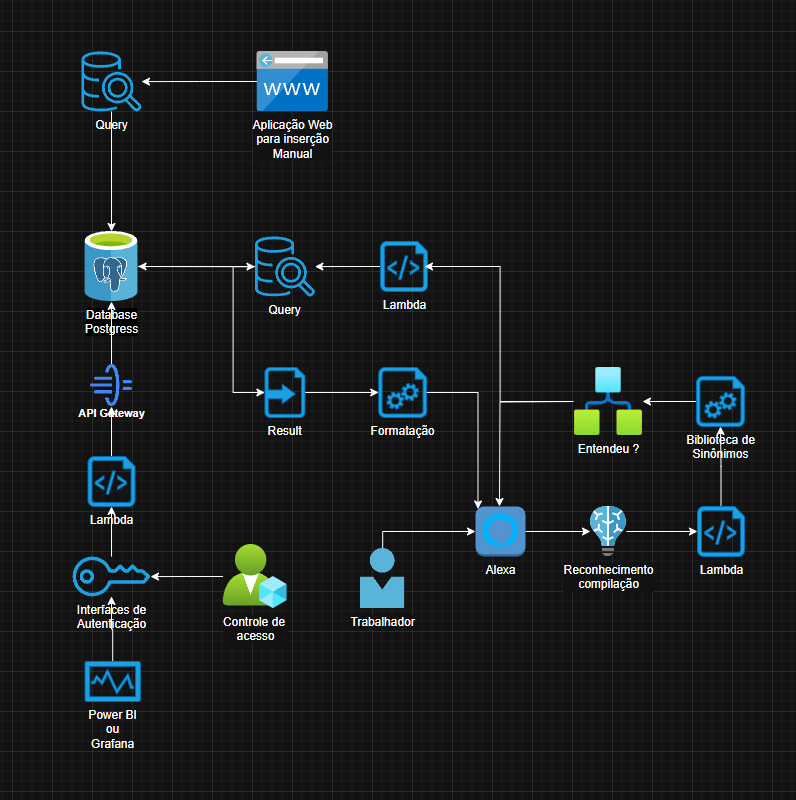 WWW
Query
Aplicação Web
para inserção
Manual
Database
Postgress
Query
Lambda
API Gateway
Result
Formatação
Entendeu ?
Biblioteca de
Sinônimos
Lambda
Alexa
Reconhecimento
compilação
Lambda
Interfaces de
Autenticação
Controle de
acesso
Trabalhador
Power BI
ou
Grafana